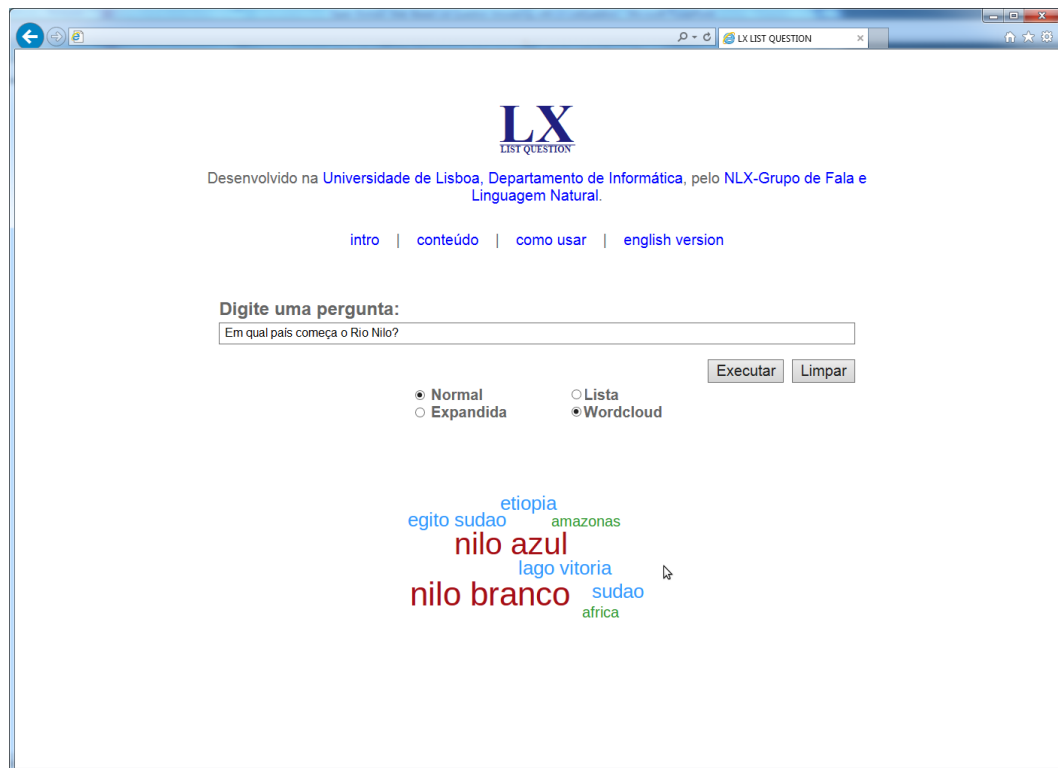 LX LIST QUESTION
LX
LIST QUESTION
Desenvolvido na Universidade de Lisboa, Departamento de Informática, pelo NLX-Grupo de Fala e
Linguagem Natural.
intro | conteúdo | como usar | english version
Digite uma pergunta:
Em qual país começa o Rio Nilo?
Executar Limpar
Normal Lista
Expandida Wordcloud
etiopia
egito sudao amazonas
nilo azul
lago vitoria
nilo branco sudao
africa